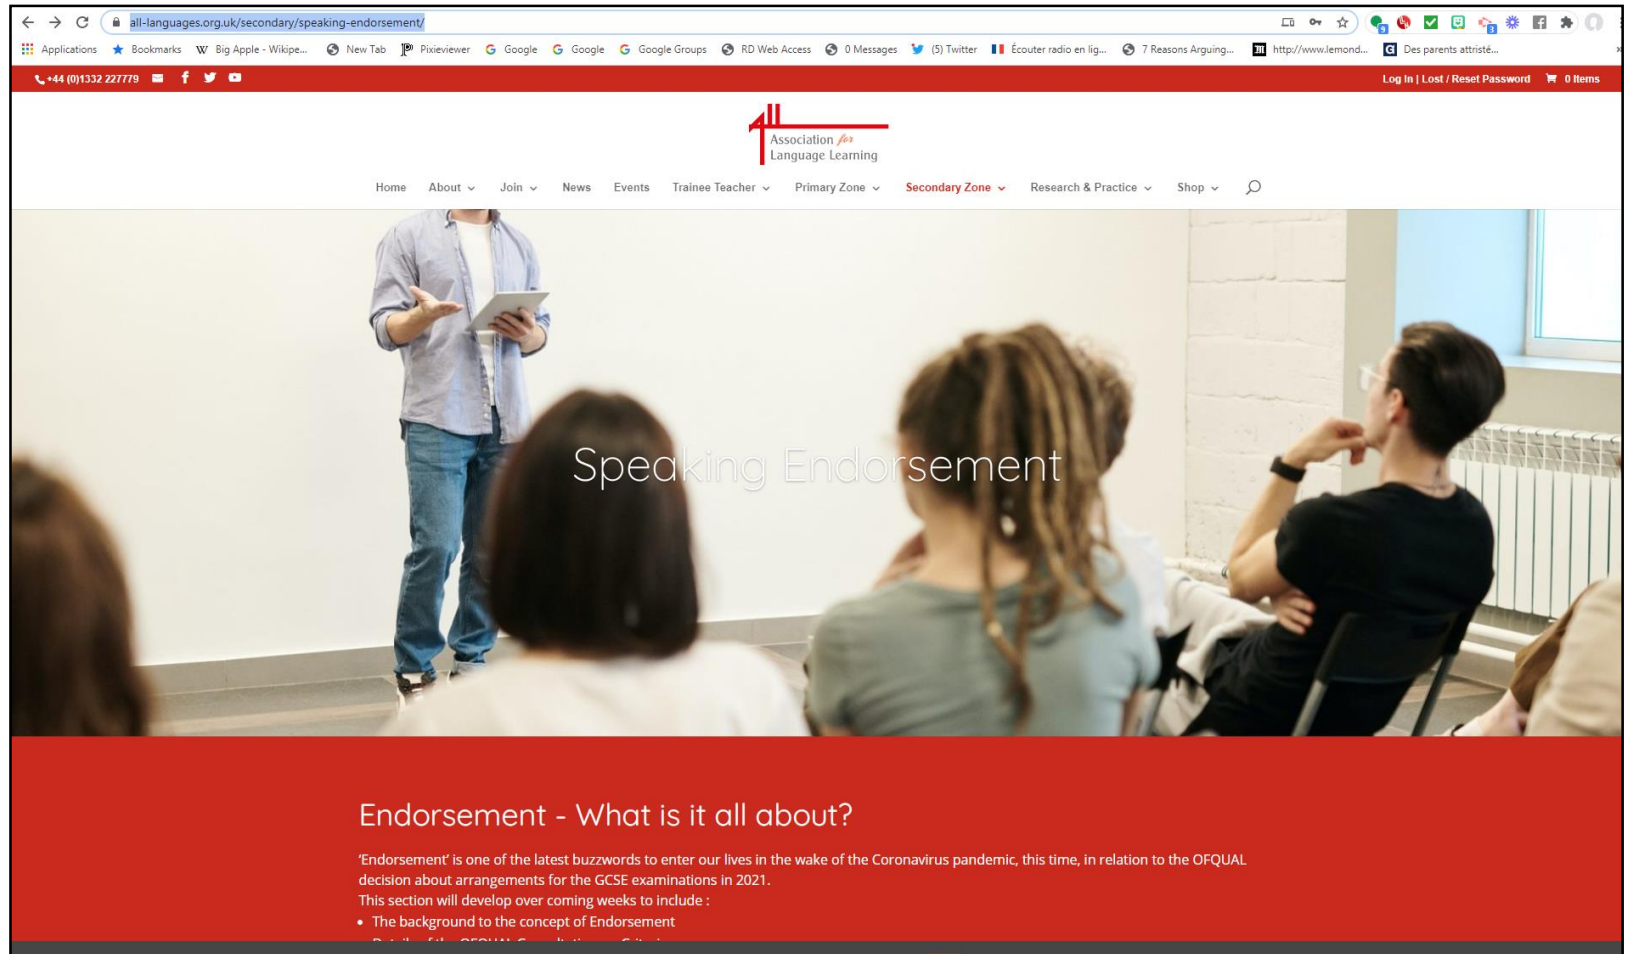 all-languages.org.uk/secondary/speaking-endorsement/
Applications Bookmarks Big Apple - Wikipe... New Tab Pixieviewer Google Google Google Groups RD Web Access 0 Messages (5) Twitter Écouter radio en lig... 7 Reasons Arguing... http://www.lemond... Des parents attristé...
+44 (0)1332 227779 Log In | Lost / Reset Password 0 Items
All
Association for
Language Learning
Home About Join News Events Trainee Teacher Primary Zone Secondary Zone Research & Practice Shop
Speaking Endorsement
Endorsement - What is it all about?
'Endorsement' is one of the latest buzzwords to enter our lives in the wake of the Coronavirus pandemic, this time, in relation to the OFQUAL
decision about arrangements for the GCSE examinations in 2021.
This section will develop over coming weeks to include :
• The background to the concept of Endorsement